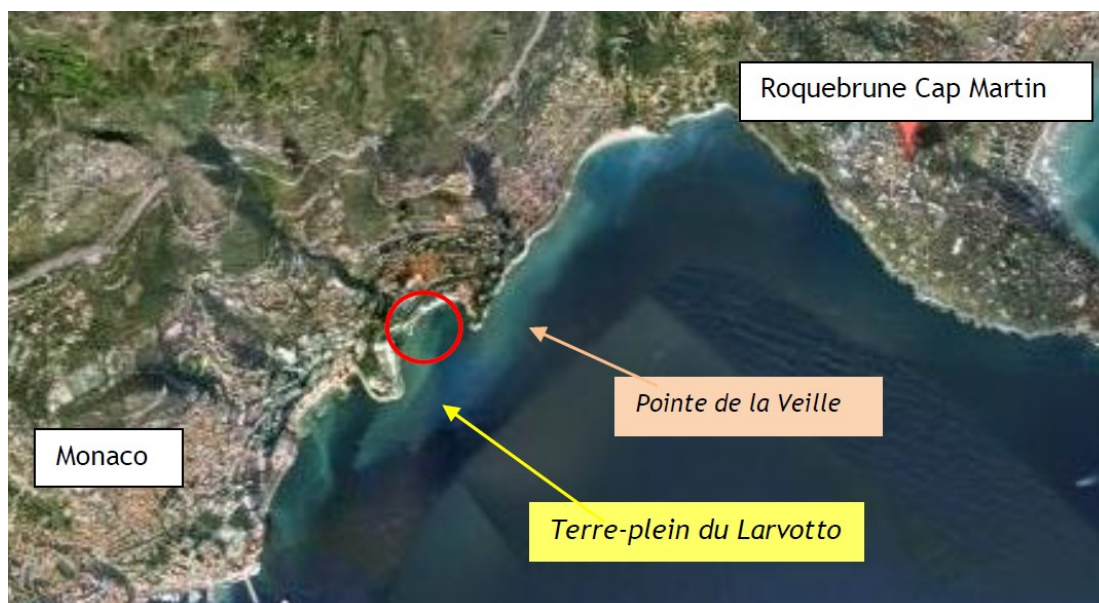 Roquebrune Cap Martin
Pointe de la Veille
Monaco
Terre-plein du Larvotto